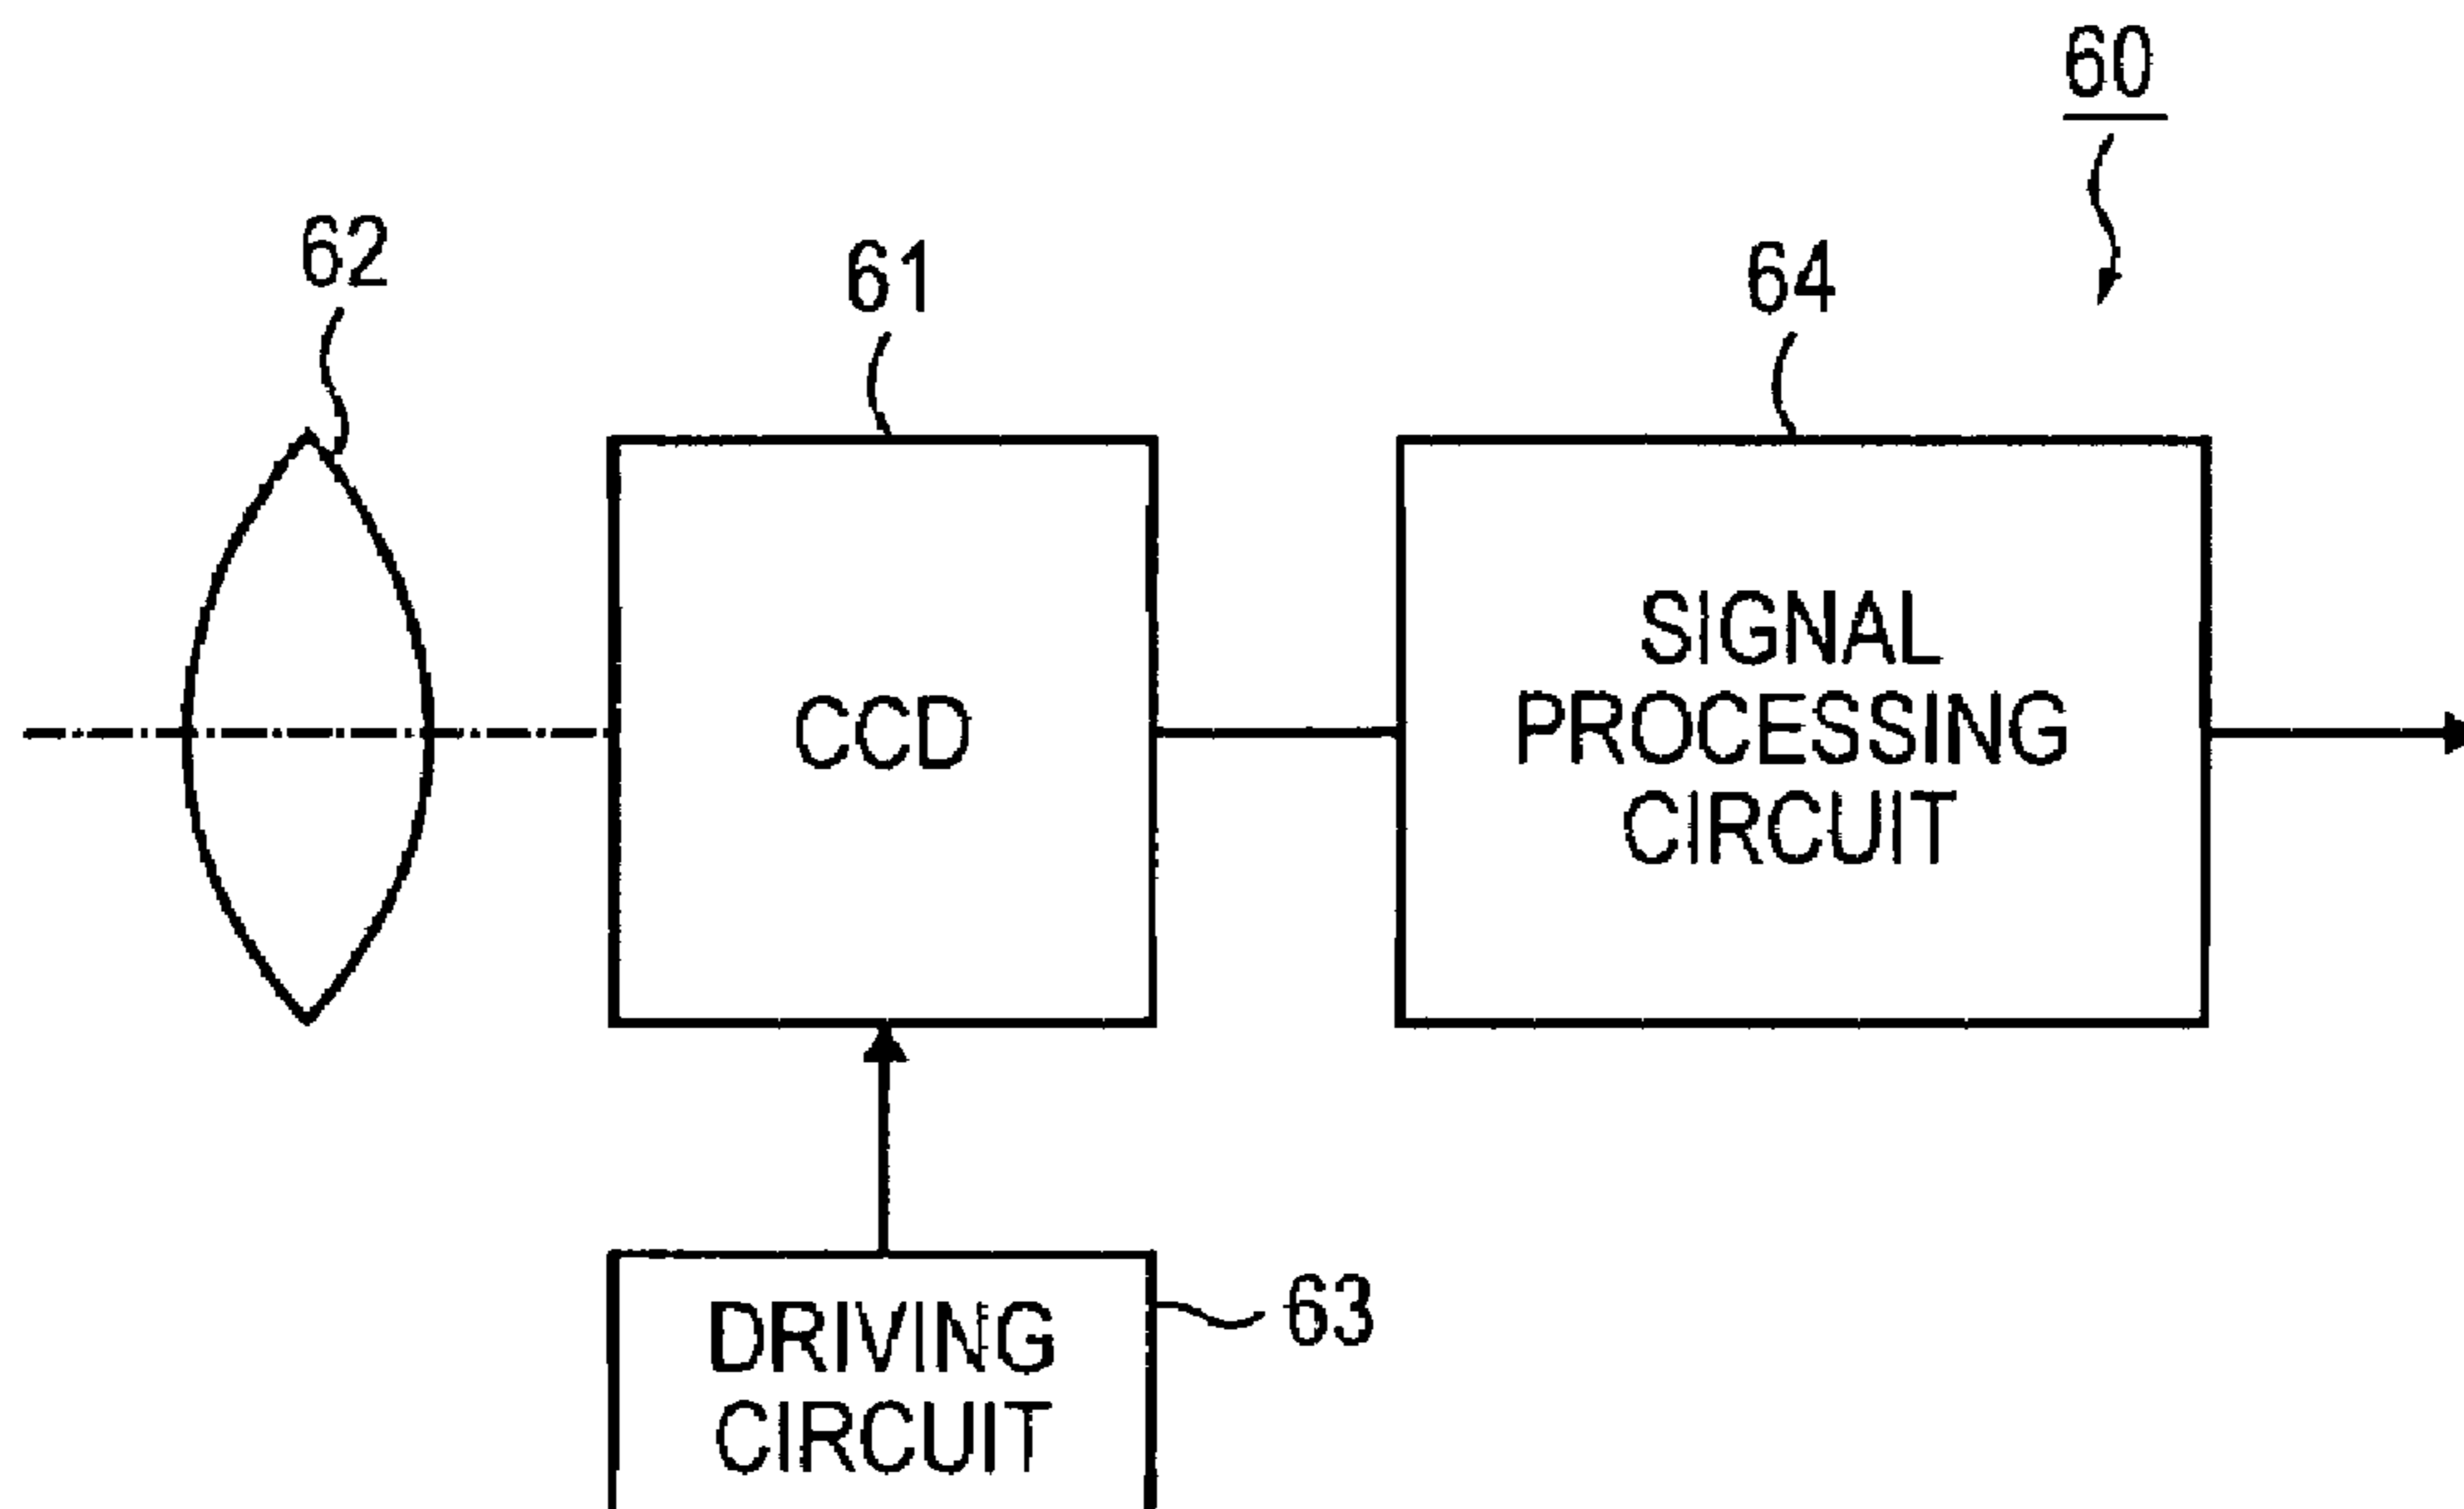 60
62
61
64
CCD
SIGNAL
PROCESSING
CIRCUIT
DRIVING
CIRCUIT
63